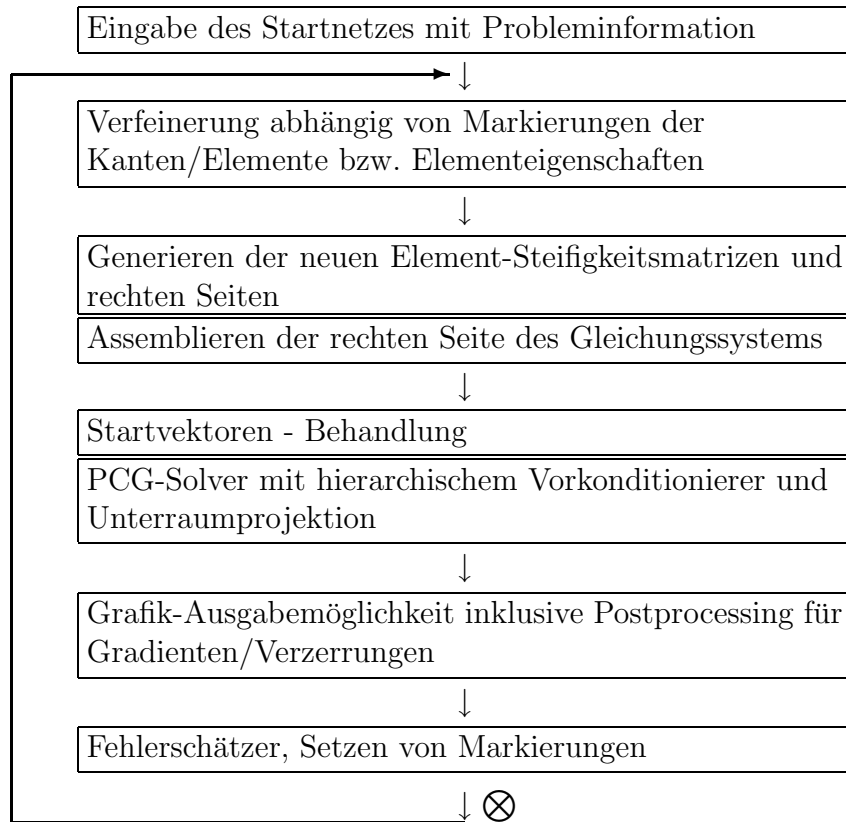 Eingabe des Startnetzes mit Probleminformation
↓
Verfeinerung abhängig von Markierungen der
Kanten/Elemente bzw. Elementeigenschaften
↓
Generieren der neuen Element-Steifigkeitsmatrizen und
rechten Seiten
Assemblieren der rechten Seite des Gleichungssystems
↓
Startvektoren - Behandlung
PCG-Solver mit hierarchischem Vorkonditionierer und
Unterraumprojektion
↓
Grafik-Ausgabemöglichkeit inklusive Postprocessing für
Gradienten/Verzerrungen
↓
Fehlerschätzer, Setzen von Markierungen
↓ ⊗